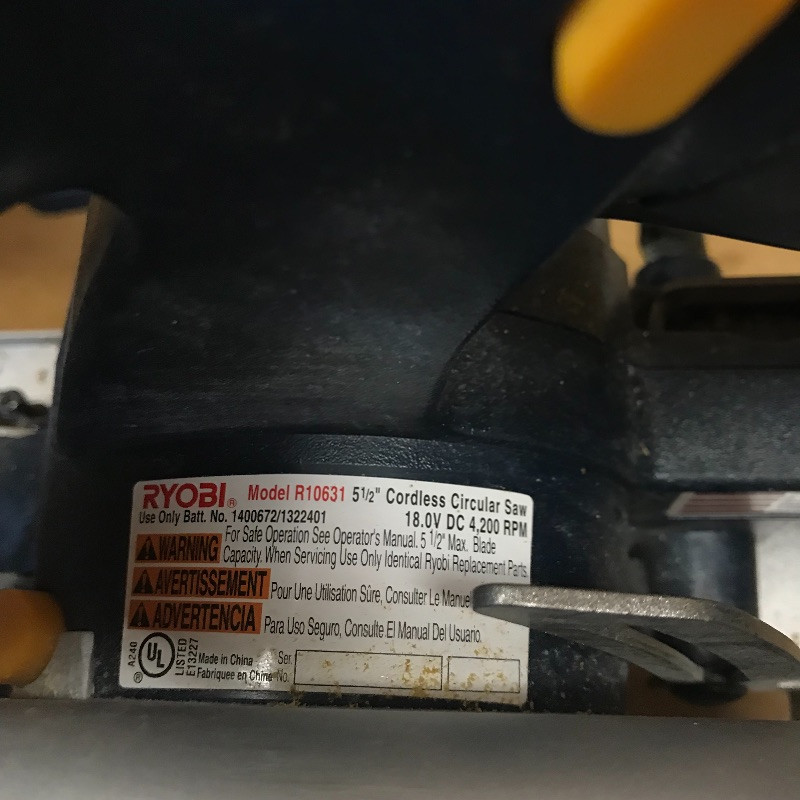 RYOBI® Model R10631 5 1/2" Cordless Circular Saw
Use Only Batt. No. 1400672/1322401 18.0V DC 4,200 RPM
WARNING For Safe Operation See Operator's Manual. 5 1/2" Max. Blade
Capacity. When Servicing Use Only Identical Ryobi Replacement Parts.
AVERTISSEMENT Pour Une Utilisation Sûre, Consulter Le
ADVERTENCIA Para Uso Seguro, Consulte El Manual Del Usuario.
A240
UL
®
LISTED
E13227
Made in China
Fabriquee en China
Ser.
No.